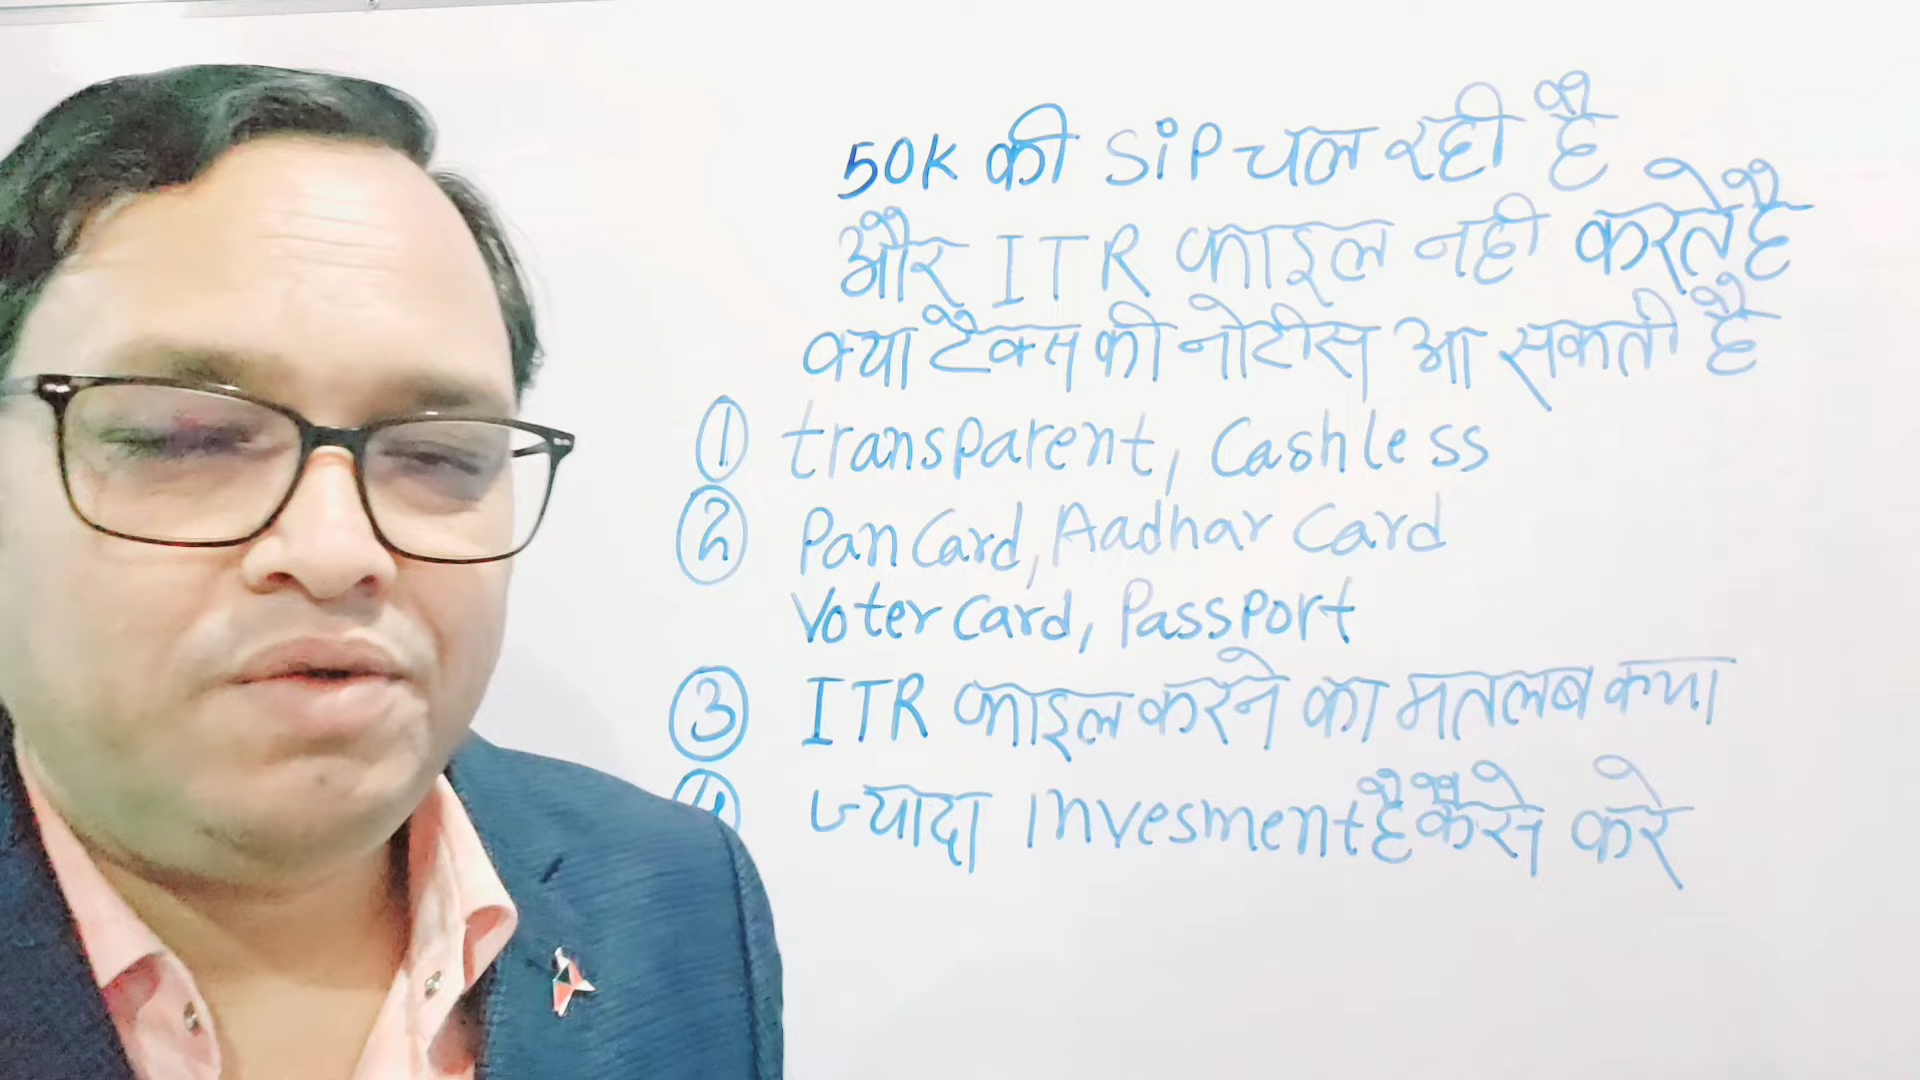 50K की SiP चल रही है
और ITR फाइल नही करते है
क्या टैक्स की नोटीस आ सकती है
① transparent, Cashless
② Pan Card, Aadhar Card
Voter Card, Passport
③ ITR फाइल करने का मतलब क्या
④ ज्यादा Invesment है कैसे करे